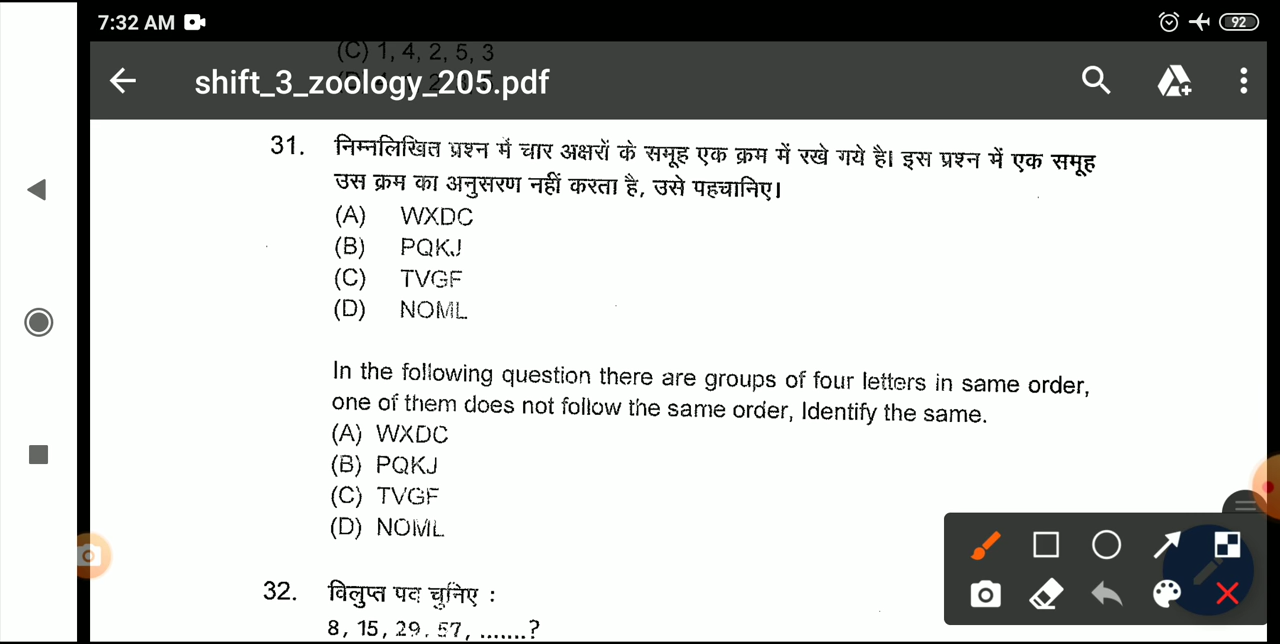 7:32 AM
92
(C) 1, 4, 2, 5, 3
shift_3_zoology_205.pdf
31. निम्नलिखित प्रश्न में चार अक्षरों के समूह एक क्रम में रखे गये है। इस प्रश्न में एक समूह
उस क्रम का अनुसरण नहीं करता है, उसे पहचानिए।
(A) WXDC
(B) PQKJ
(C) TVGF
(D) NOML
In the following question there are groups of four letters in same order,
one of them does not follow the same order, Identify the same.
(A) WXDC
(B) PQKJ
(C) TVGF
(D) NOML
32. विलुप्त पद चुनिए :
8, 15, 29, 57, .......?